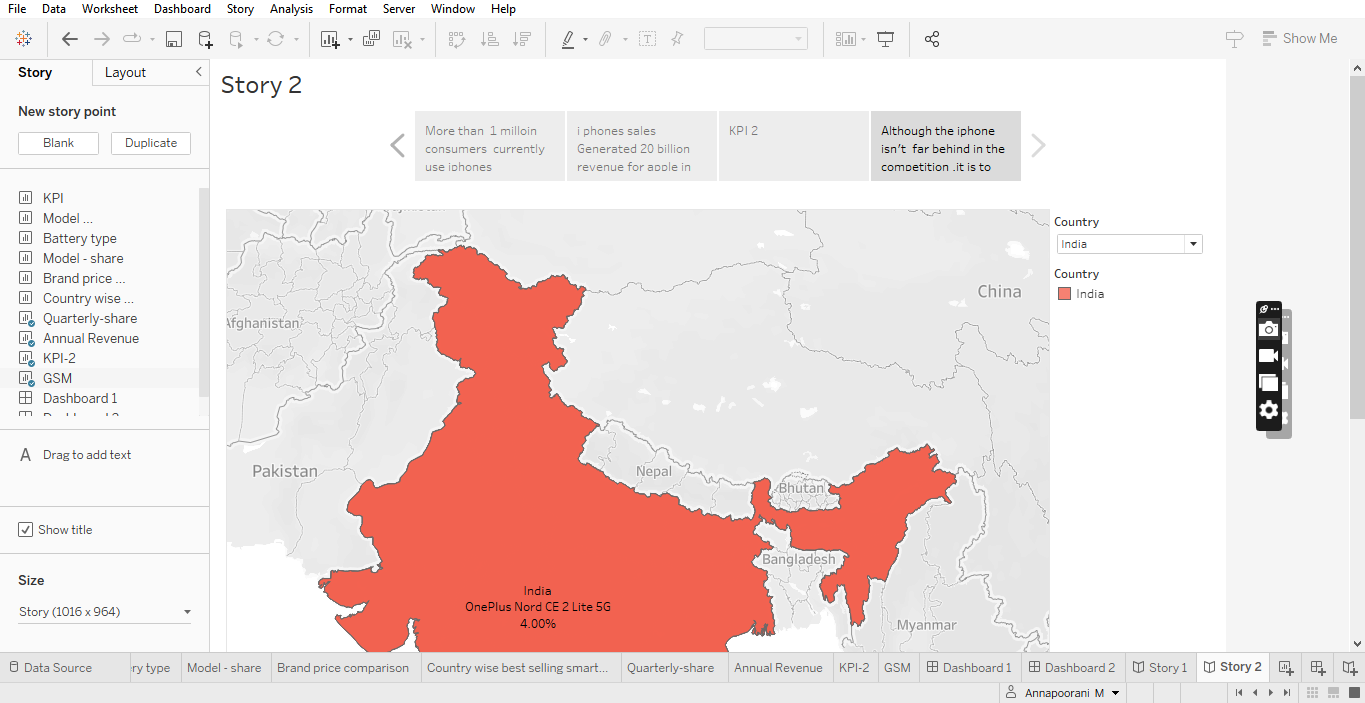 File Data Worksheet Dashboard Story Analysis Format Server Window Help
Show Me
Story Layout
New story point
Blank Duplicate
KPI
Model ...
Battery type
Model - share
Brand price ...
Country wise ...
Quarterly-share
Annual Revenue
KPI-2
GSM
Dashboard 1
A Drag to add text
Show title
Size
Story (1016 x 964)
Story 2
More than 1 milloin
consumers currently
use iphones
i phones sales
Generated 20 billion
revenue for apple in
KPI 2
Although the iphone
isn't far behind in the
competition ,it is to
Country
India
Country
India
China
Afghanistan
Pakistan
Nepal
Bhutan
Bangladesh
Myanmar
India
OnePlus Nord CE 2 Lite 5G
4.00%
Data Source ry type Model - share Brand price comparison Country wise best selling smart... Quarterly-share Annual Revenue KPI-2 GSM Dashboard 1 Dashboard 2 Story 1 Story 2
Annapoorani M